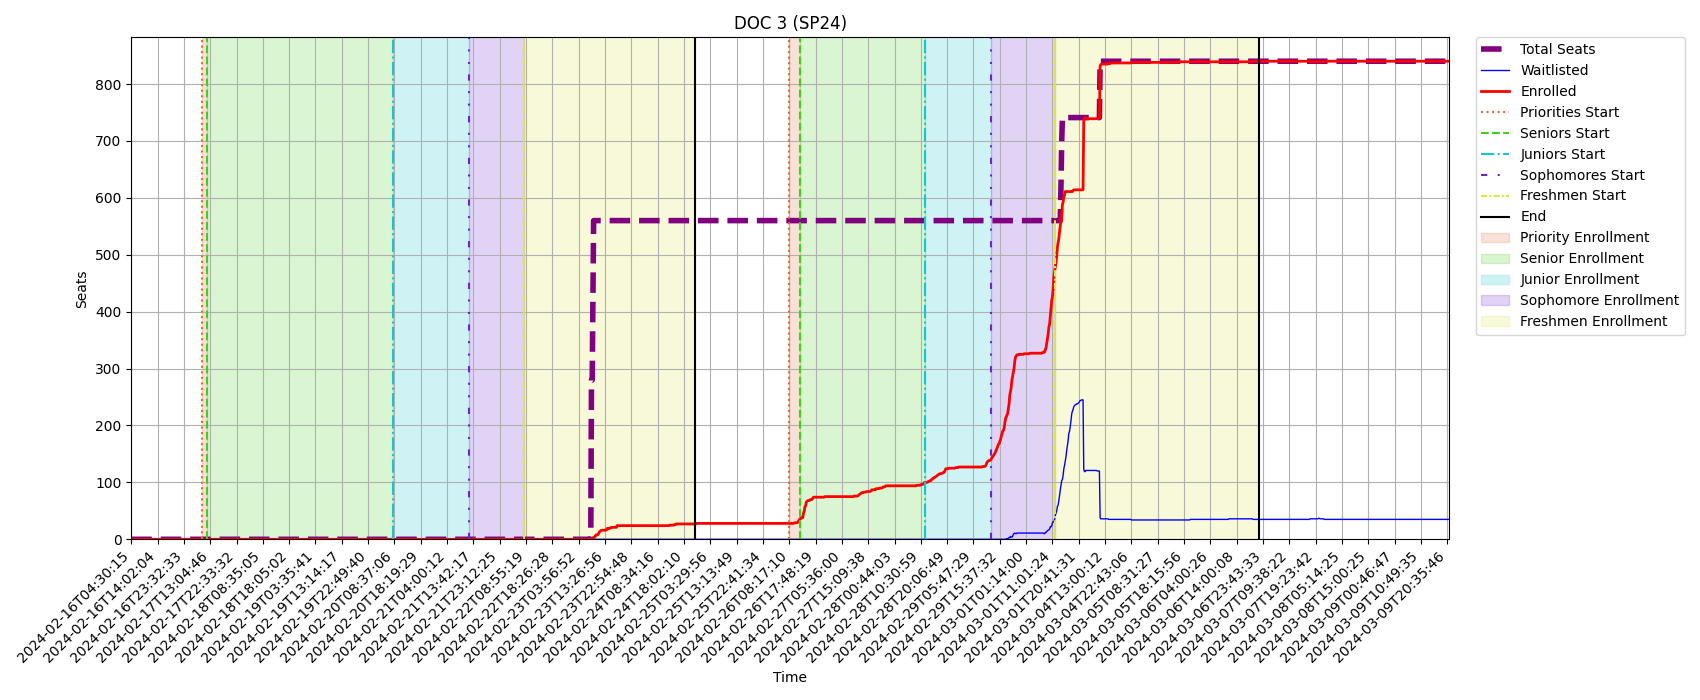 DOC 3 (SP24)
Seats
800
700
600
500
400
300
200
100
0
2024-02-16T04:30:15
2024-02-16T14:02:04
2024-02-16T23:32:33
2024-02-17T13:04:46
2024-02-17T22:33:32
2024-02-18T08:35:05
2024-02-18T18:05:02
2024-02-19T03:35:41
2024-02-19T13:14:17
2024-02-19T22:49:40
2024-02-20T08:37:06
2024-02-20T18:19:29
2024-02-21T04:00:12
2024-02-21T13:42:17
2024-02-21T23:12:25
2024-02-22T08:55:19
2024-02-22T18:26:28
2024-02-23T03:56:52
2024-02-23T13:26:56
2024-02-23T22:54:48
2024-02-24T08:34:16
2024-02-24T18:02:10
2024-02-25T03:29:56
2024-02-25T13:13:49
2024-02-25T22:41:34
2024-02-26T08:17:10
2024-02-26T17:48:19
2024-02-27T05:36:00
2024-02-27T15:09:38
2024-02-28T00:44:03
2024-02-28T10:30:59
2024-02-28T20:06:49
2024-02-29T05:47:29
2024-02-29T15:37:32
2024-03-01T01:14:00
2024-03-01T11:01:24
2024-03-01T20:41:31
2024-03-04T13:00:12
2024-03-04T22:43:06
2024-03-05T08:31:27
2024-03-05T18:15:56
2024-03-06T04:00:26
2024-03-06T14:00:08
2024-03-06T23:43:33
2024-03-07T09:38:22
2024-03-07T19:23:42
2024-03-08T05:14:25
2024-03-08T15:00:25
2024-03-09T00:46:47
2024-03-09T10:49:35
2024-03-09T20:35:46
Time
Total Seats
Waitlisted
Enrolled
Priorities Start
Seniors Start
Juniors Start
Sophomores Start
Freshmen Start
End
Priority Enrollment
Senior Enrollment
Junior Enrollment
Sophomore Enrollment
Freshmen Enrollment